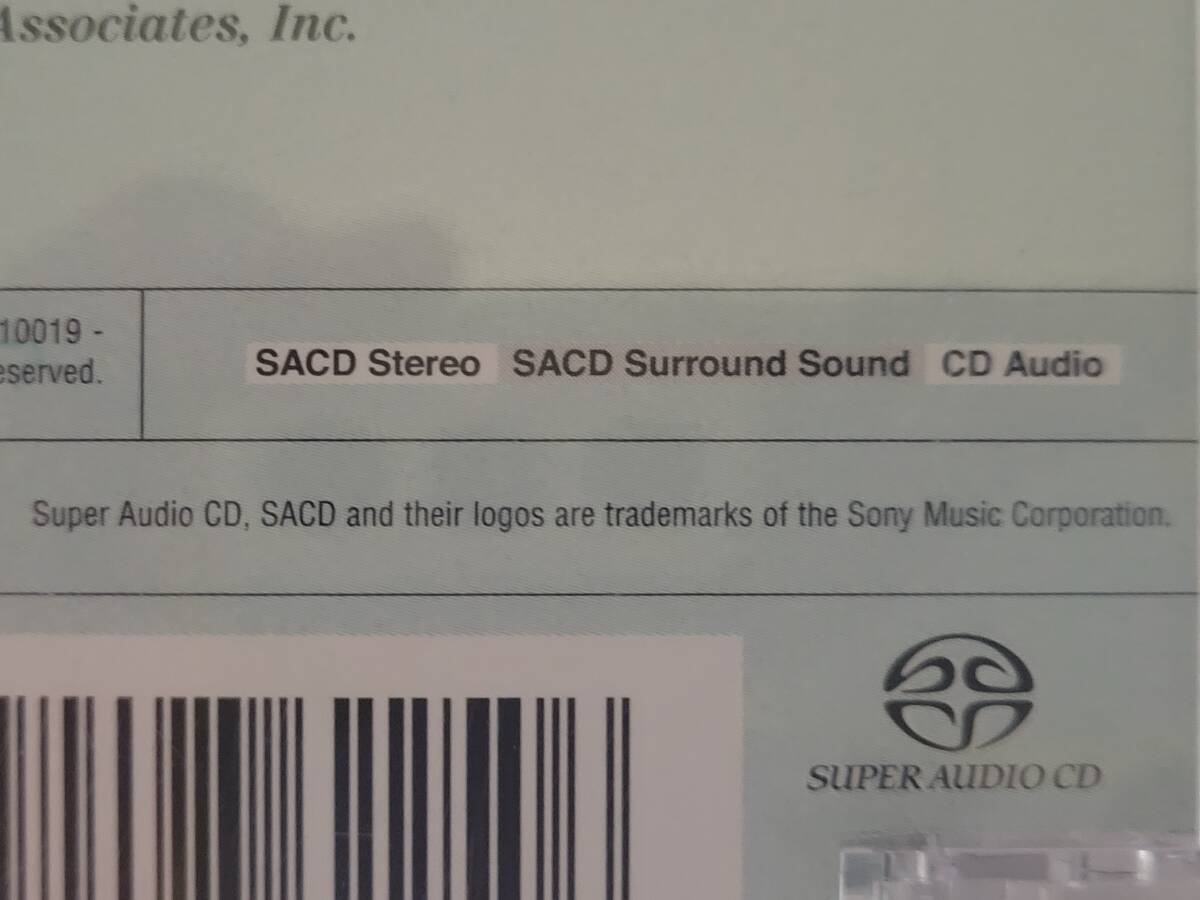 Associates, Inc.
10019 -
eserved.
SACD Stereo SACD Surround Sound CD Audio
Super Audio CD, SACD and their logos are trademarks of the Sony Music Corporation.
SUPER AUDIO CD